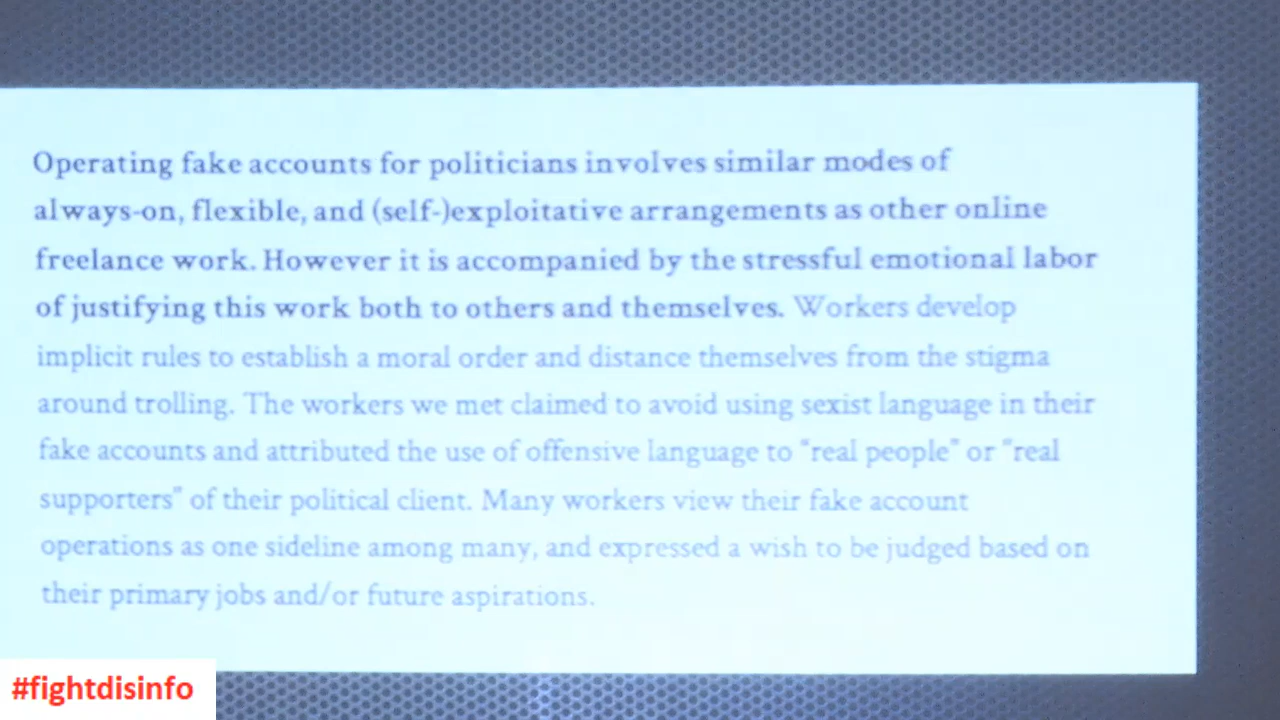 Operating fake accounts for politicians involves similar modes of
always-on, flexible, and (self-)exploitative arrangements as other online
freelance work. However it is accompanied by the stressful emotional labor
of justifying this work both to others and themselves. Workers develop
implicit rules to establish a moral order and distance themselves from the stigma
around trolling. The workers we met claimed to avoid using sexist language in their
fake accounts and attributed the use of offensive language to “real people” or “real
supporters” of their political client. Many workers view their fake account
operations as one sideline among many, and expressed a wish to be judged based on
their primary jobs and/or future aspirations.
#fightdisinfo